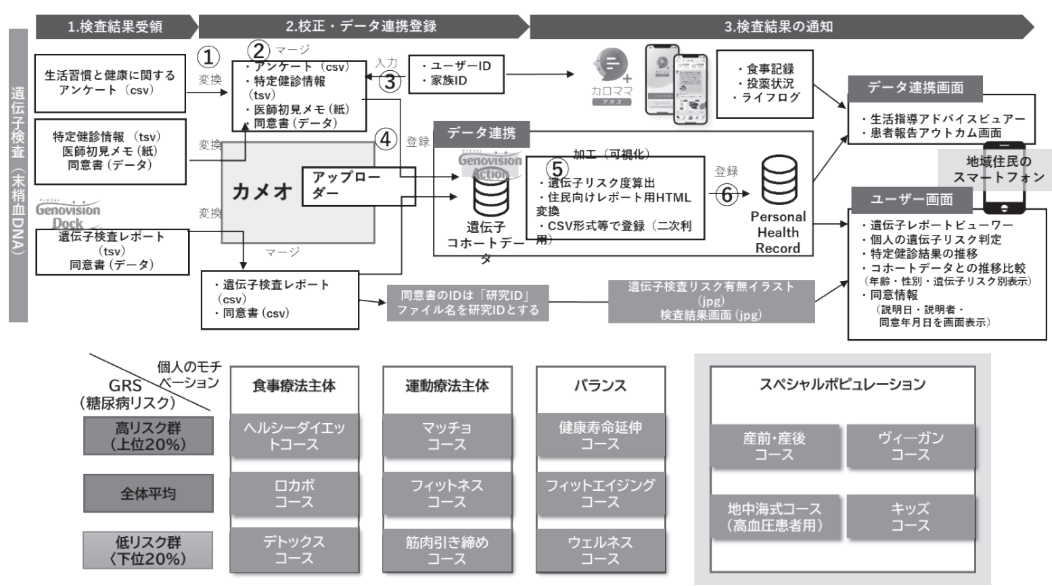 1.検査結果受領
2.校正・データ連携登録
3.検査結果の通知
遺伝子検査(末梢血DNA)
生活習慣と健康に関する
アンケート(csv)
特定健診情報(tsv)
医師初見メモ(紙)
同意書(データ)
Genovision
Dock
遺伝子検査レポート
(tsv)
同意書(データ)
①
変換
変換
変換
②
マージ
・アンケート(csv)
・特定健診情報
(tsv)
・医師初見メモ(紙)
・同意書(データ)
入力
③
・ユーザーID
・家族ID
カメオ
アップロー
ダー
④
登録
マージ
・遺伝子検査レポート
(csv)
・同意書(csv)
データ連携
Genovision
Action
遺伝子
コホートデー
タ
加工(可視化)
⑤
・遺伝子リスク度算出
・住民向けレポート用HTML
変換
・CSV形式等で登録(二次利
用)
登録
⑥
Personal
Health
Record
カロママ
プラス
・食事記録
・投薬状況
・ライフログ
データ連携画面
・生活指導アドバイスビュアー
・患者報告アウトカム画面
地域住民の
スマートフォン
ユーザー画面
・遺伝子レポートビューワー
・個人の遺伝子リスク判定
・特定健診結果の推移
・コホートデータとの推移比較
(年齢・性別・遺伝子リスク別表示)
・同意情報
(説明日・説明者・
同意年月日を画面表示)
同意書のIDは「研究ID」
ファイル名を研究IDとする
遺伝子検査リスク有無イラスト
(jpg)
検査結果画面(jpg)
個人のモチ
ベーション
GRS
(糖尿病リスク)
食事療法主体
運動療法主体
バランス
スペシャルポピュレーション
高リスク群
(上位20%)
ヘルシーダイエッ
トコース
マッチョ
コース
健康寿命延伸
コース
産前・産後
コース
ヴィーガン
コース
全体平均
ロカボ
コース
フィットネス
コース
フィットエイジング
コース
地中海式コース
(高血圧患者用)
キッズ
コース
低リスク群
(下位20%)
デトックス
コース
筋肉引き締め
コース
ウェルネス
コース